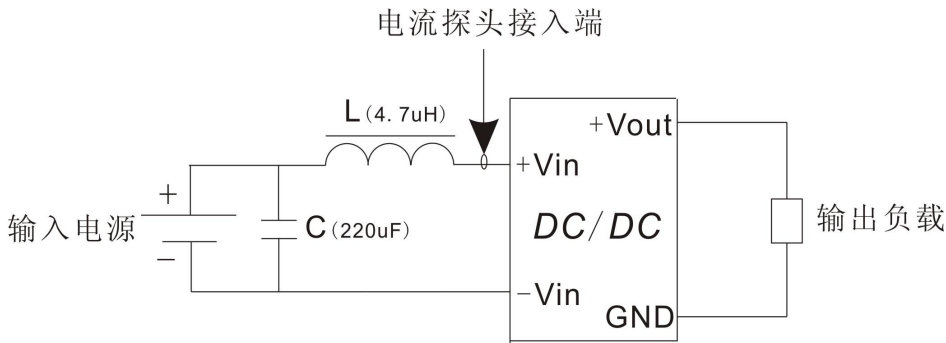 电流探头接入端
L(4.7uH)
+Vout
+Vin
+
输入电源
C(220uF)
DC/DC
输出负载
−
−Vin
GND